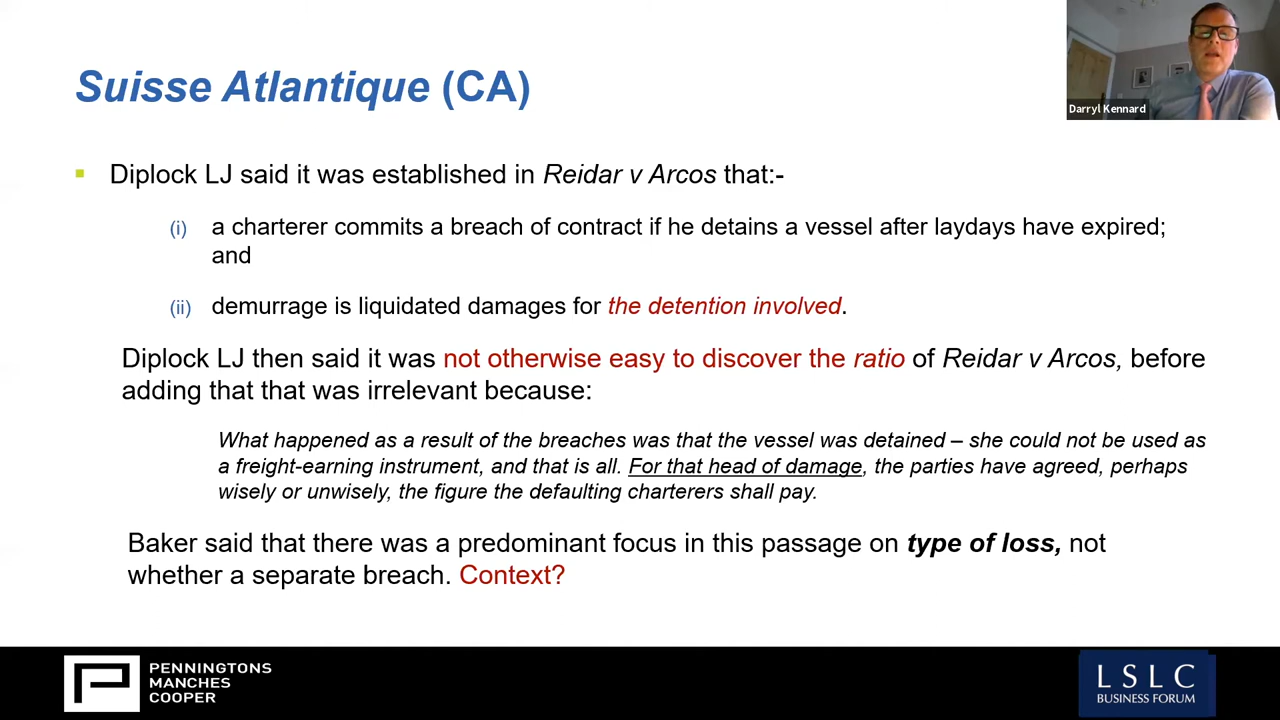 Suisse Atlantique (CA)
Darryl Kennard
▪ Diplock LJ said it was established in Reidar v Arcos that:-
(i) a charterer commits a breach of contract if he detains a vessel after laydays have expired;
and
(ii) demurrage is liquidated damages for the detention involved.
Diplock LJ then said it was not otherwise easy to discover the ratio of Reidar v Arcos, before
adding that that was irrelevant because:
What happened as a result of the breaches was that the vessel was detained – she could not be used as
a freight-earning instrument, and that is all. For that head of damage, the parties have agreed, perhaps
wisely or unwisely, the figure the defaulting charterers shall pay.
Baker said that there was a predominant focus in this passage on type of loss, not
whether a separate breach. Context?
PENNINGTONS
MANCHES
COOPER
LSLC
BUSINESS FORUM